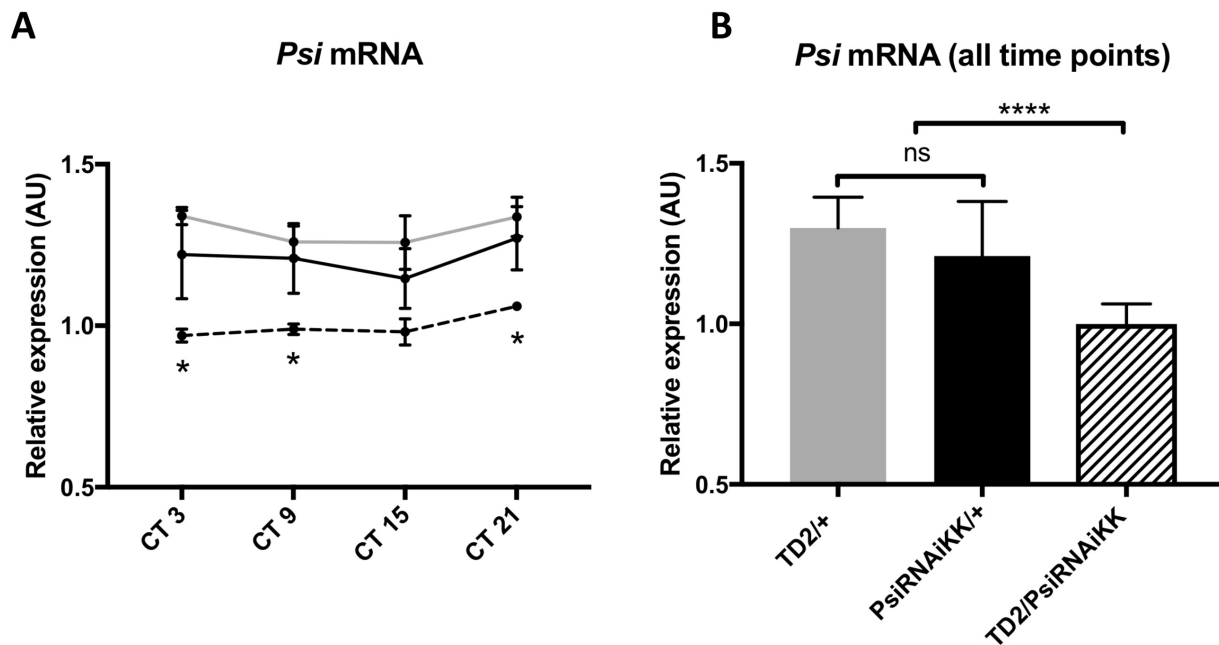 A
Psi mRNA
Relative expression (AU)
1.5
1.0
0.5
*
*
*
CT 3
CT 9
CT 15
CT 21
B
Psi mRNA (all time points)
****
ns
Relative expression (AU)
1.5
1.0
0.5
TD2/+
PsiRNAiKK/+
TD2/PsiRNAiKK